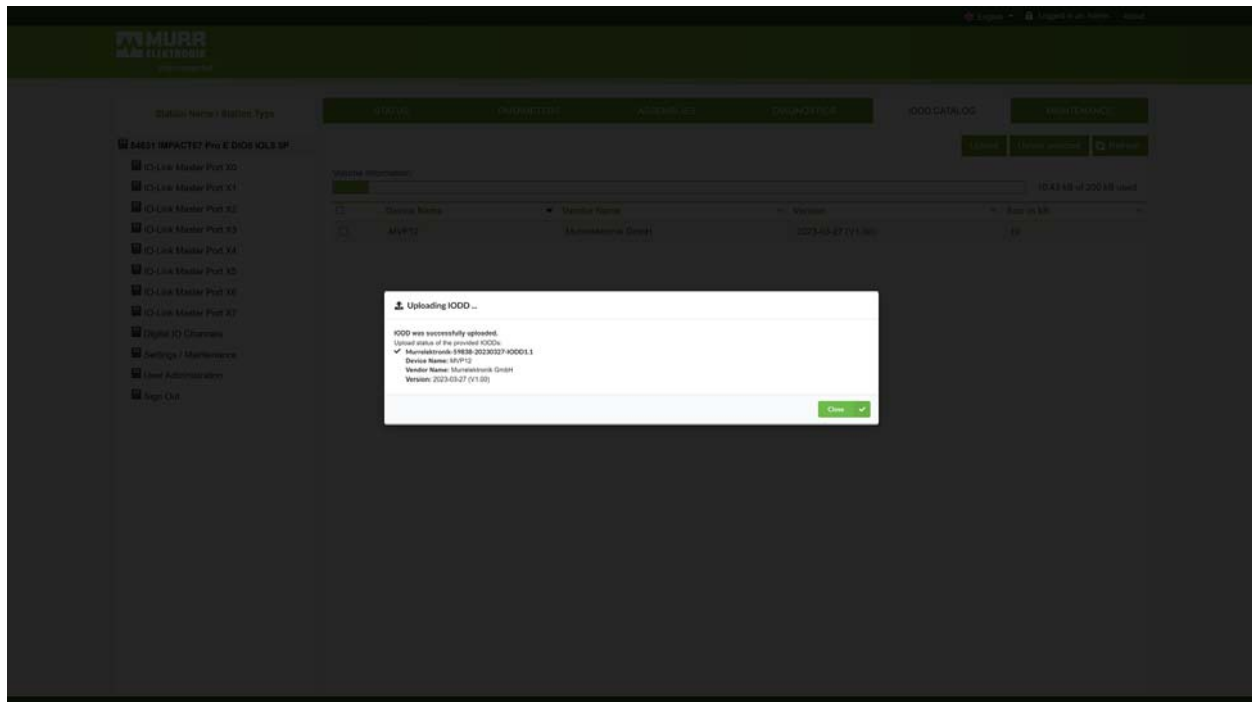 English
Logged in as: Admin
MURR
ELEKTRONIK
Station Name / Station Type
STATUS
ASSEMBLIES
DIAGNOSTICS
IODD CATALOG
MAINTENANCE
54631 IMPACT67 Pro E DIO8 IOL8 5P
IO-Link Master Port X0
IO-Link Master Port X1
IO-Link Master Port X2
IO-Link Master Port X3
IO-Link Master Port X4
IO-Link Master Port X5
IO-Link Master Port X6
IO-Link Master Port X7
Digital IO Channels
Settings / Maintenance
User Administration
Sign Out
Upload
Refresh
Volume Information:
10.43 kB of 200 kB used
Device Name
Vendor Name
Version
Size in kB
MVP12
Murrelektronik GmbH
2023-03-27 (V1.00)
10
Uploading IODD ...
IODD was successfully uploaded.
Upload status of the provided IODDs:
Murrelektronik-59838-20230327-IODD1.1
Device Name: MVP12
Vendor Name: Murrelektronik GmbH
Version: 2023-03-27 (V1.00)
Close